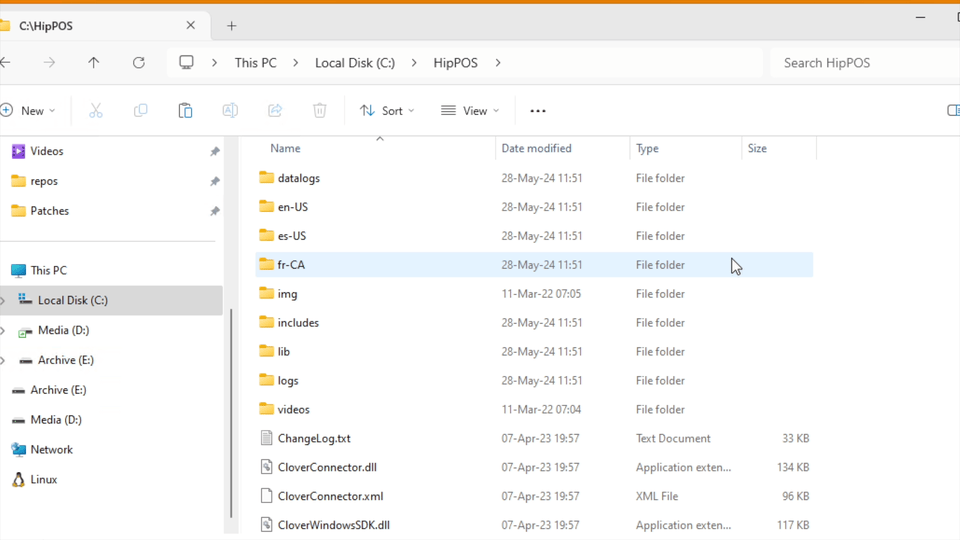 C:\HipPOS
This PC
Local Disk (C:)
HipPOS
Search HipPOS
New
Sort
View
Videos
repos
Patches
This PC
Local Disk (C:)
Media (D:)
Archive (E:)
Archive (E:)
Media (D:)
Network
Linux
Name Date modified Type Size
datalogs 28-May-24 11:51 File folder
en-US 28-May-24 11:51 File folder
es-US 28-May-24 11:51 File folder
fr-CA 28-May-24 11:51 File folder
img 11-Mar-22 07:05 File folder
includes 28-May-24 11:51 File folder
lib 28-May-24 11:51 File folder
logs 28-May-24 11:51 File folder
videos 11-Mar-22 07:04 File folder
ChangeLog.txt 07-Apr-23 19:57 Text Document 33 KB
CloverConnector.dll 07-Apr-23 19:57 Application exten... 134 KB
CloverConnector.xml 07-Apr-23 19:57 XML File 96 KB
CloverWindowsSDK.dll 07-Apr-23 19:57 Application exten... 117 KB